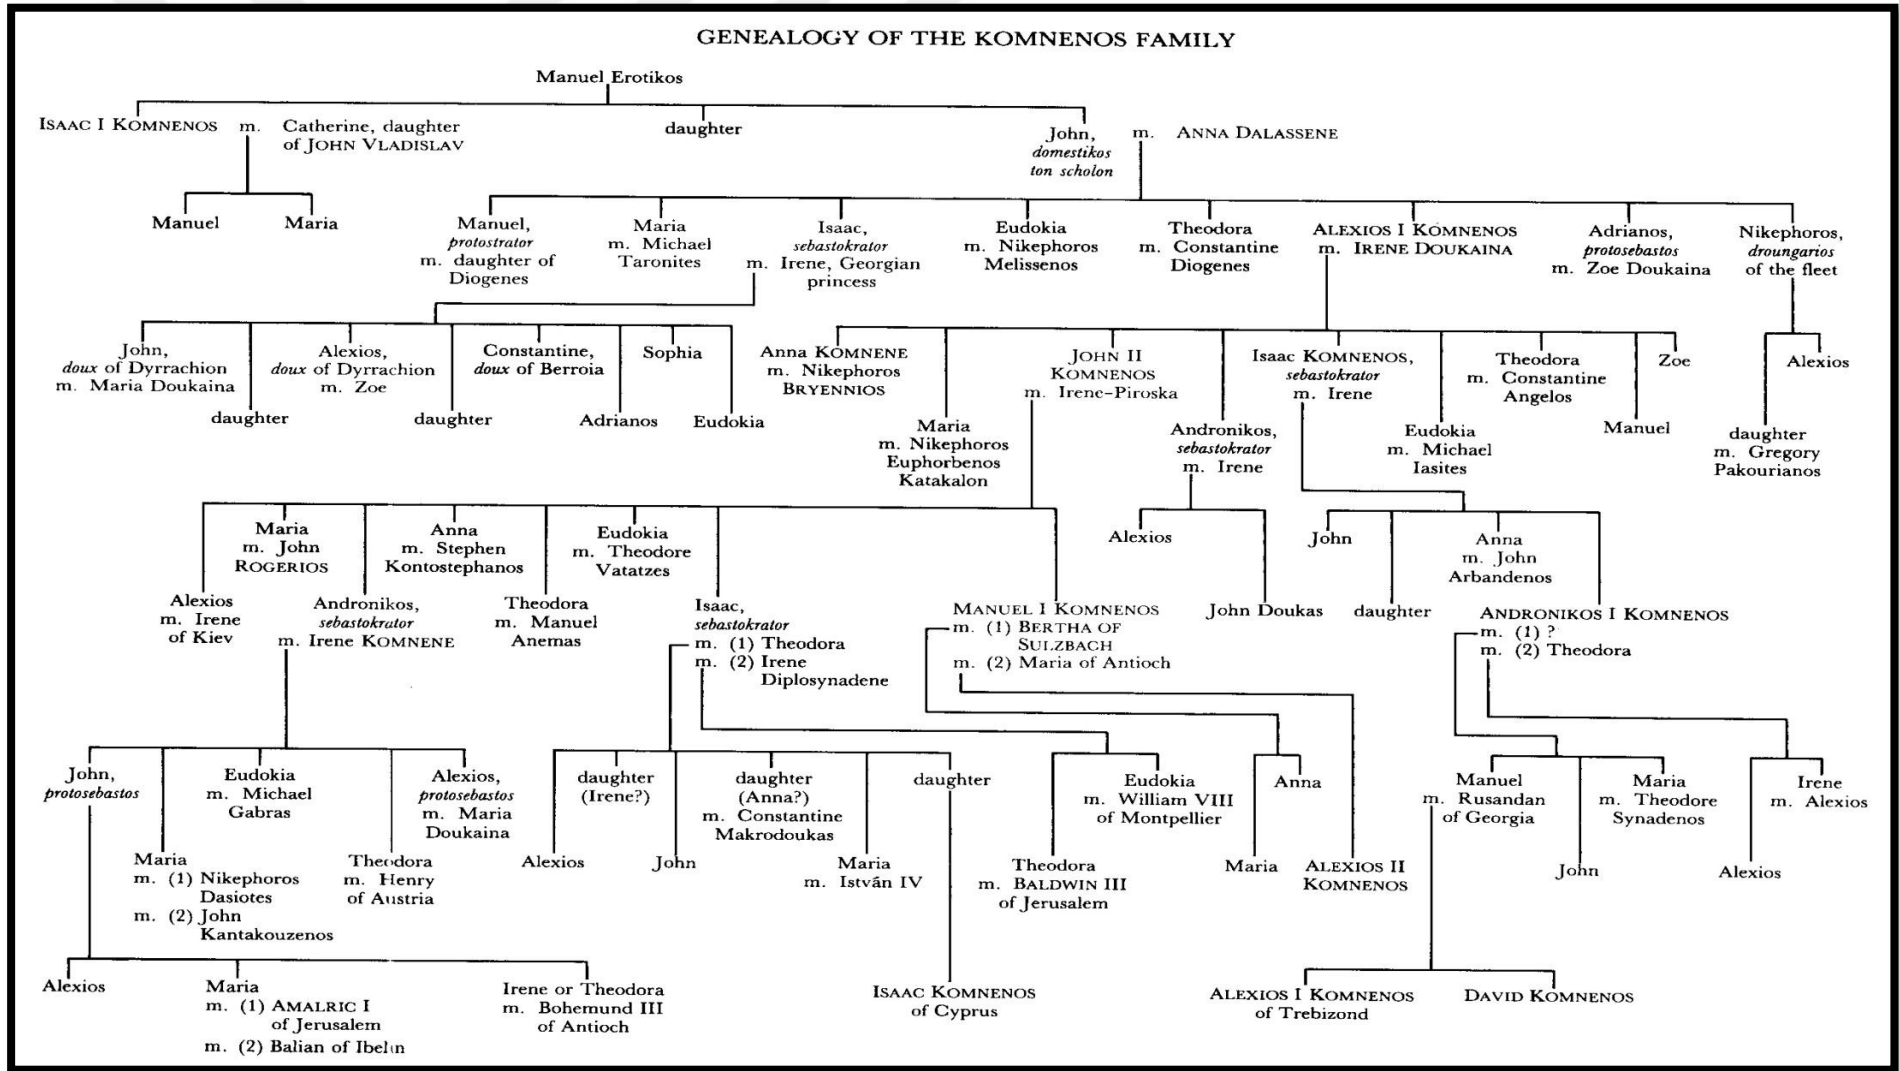 GENEALOGY OF THE KOMNENOS FAMILY
Manuel Erotikos
ISAAC I KOMNENOS m. Catherine, daughter
of JOHN VLADISLAV
daughter
John,
domestikos
ton scholon
m. ANNA DALASSENE
Manuel
Maria
Manuel,
protostrator
m. daughter of
Diogenes
Maria
m. Michael
Taronites
Isaac,
sebastokrator
m. Irene, Georgian
princess
Eudokia
m. Nikephoros
Melissenos
Theodora
m. Constantine
Diogenes
ALEXIOS I KOMNENOS
m. IRENE DOUKAINA
Adrianos,
protosebastos
m. Zoe Doukaina
Nikephoros,
droungarios
of the fleet
John,
doux of Dyrrachion
m. Maria Doukaina
daughter
Alexios,
doux of Dyrrachion
m. Zoe
daughter
Constantine,
doux of Berroia
Adrianos
Sophia
Eudokia
Anna KOMNENE
m. Nikephoros
BRYENNIOS
Maria
m. Nikephoros
Euphorbenos
Katakalon
JOHN II
KOMNENOS
m. Irene-Piroska
Andronikos,
sebastokrator
m. Irene
Isaac KOMNENOS,
sebastokrator
m. Irene
Eudokia
m. Michael
Iasites
Theodora
m. Constantine
Angelos
Manuel
Zoe
daughter
m. Gregory
Pakourianos
Alexios
Alexios
m. Irene
of Kiev
Maria
m. John
ROGERIOS
Andronikos,
sebastokrator
m. Irene KOMNENE
Anna
m. Stephen
Kontostephanos
Theodora
m. Manuel
Anemas
Eudokia
m. Theodore
Vatatzes
Isaac,
sebastokrator
m. (1) Theodora
m. (2) Irene
Diplosynadene
MANUEL I KOMNENOS
m. (1) BERTHA OF
SULZBACH
m. (2) Maria of Antioch
Alexios
John Doukas
John
daughter
Anna
m. John
Arbandenos
ANDRONIKOS I KOMNENOS
m. (1) ?
m. (2) Theodora
John,
protosebastos
Maria
m. (1) Nikephoros
Dasiotes
m. (2) John
Kantakouzenos
Eudokia
m. Michael
Gabras
Theodora
m. Henry
of Austria
Alexios,
protosebastos
m. Maria
Doukaina
Alexios
daughter
(Irene?)
John
daughter
(Anna?)
m. Constantine
Makrodoukas
Maria
m. István IV
daughter
Theodora
m. BALDWIN III
of Jerusalem
Eudokia
m. William VIII
of Montpellier
Maria
Anna
ALEXIOS II
KOMNENOS
Manuel
m. Rusandan
of Georgia
John
Maria
m. Theodore
Synadenos
Alexios
Irene
m. Alexios
Alexios
Maria
m. (1) AMALRIC I
of Jerusalem
m. (2) Balian of Ibelin
Irene or Theodora
m. Bohemund III
of Antioch
ISAAC KOMNENOS
of Cyprus
ALEXIOS I KOMNENOS
of Trebizond
DAVID KOMNENOS